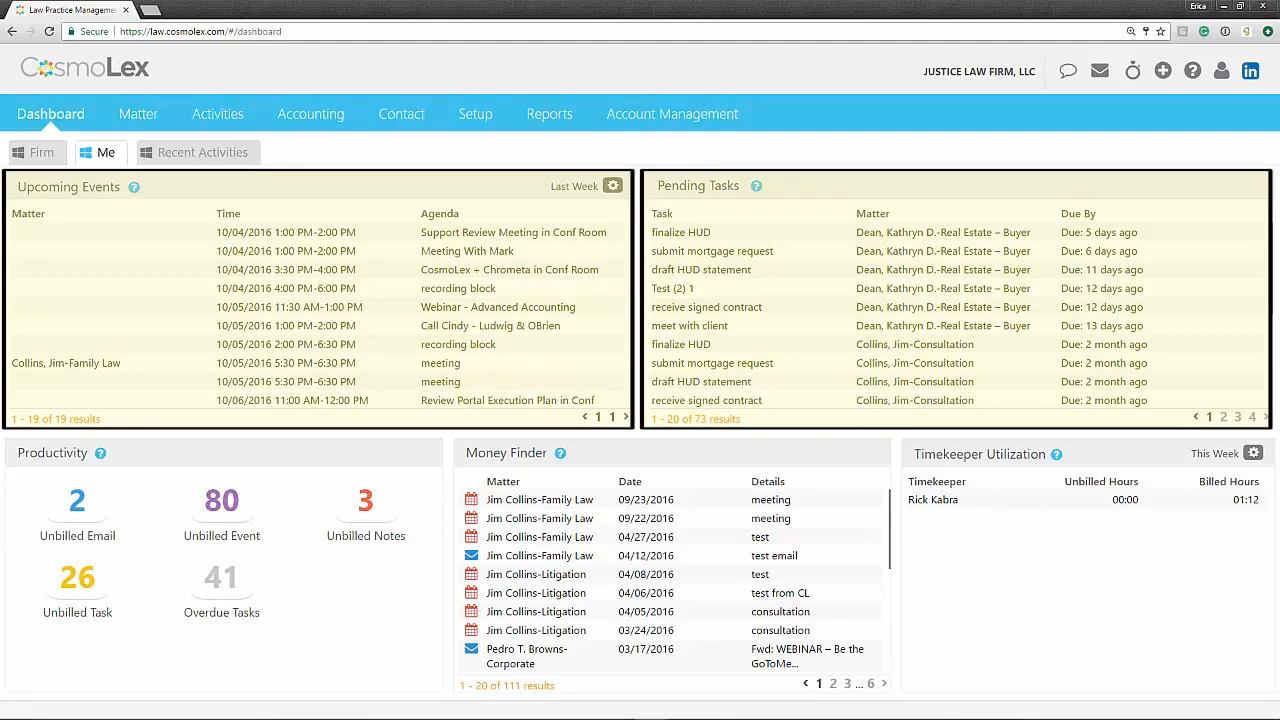 Law Practice Manageme
Erica
Secure https://law.cosmolex.com/#/dashboard
CosmoLex
JUSTICE LAW FIRM, LLC
Dashboard Matter Activities Accounting Contact Setup Reports Account Management
Firm Me Recent Activities
Upcoming Events Last Week
Matter Time Agenda
10/04/2016 1:00 PM-2:00 PM Support Review Meeting in Conf Room
10/04/2016 1:00 PM-2:00 PM Meeting With Mark
10/04/2016 3:30 PM-4:00 PM CosmoLex + Chrometa in Conf Room
10/04/2016 4:00 PM-6:00 PM recording block
10/05/2016 11:30 AM-1:00 PM Webinar - Advanced Accounting
10/05/2016 1:00 PM-2:00 PM Call Cindy - Ludwig & OBrien
10/05/2016 2:00 PM-6:30 PM recording block
Collins, Jim-Family Law 10/05/2016 5:30 PM-6:30 PM meeting
10/05/2016 5:30 PM-6:30 PM meeting
10/06/2016 11:00 AM-12:00 PM Review Portal Execution Plan in Conf
1 - 19 of 19 results < 1 1 >
Pending Tasks
Task Matter Due By
finalize HUD Dean, Kathryn D.-Real Estate – Buyer Due: 5 days ago
submit mortgage request Dean, Kathryn D.-Real Estate – Buyer Due: 6 days ago
draft HUD statement Dean, Kathryn D.-Real Estate – Buyer Due: 11 days ago
Test (2) 1 Dean, Kathryn D.-Real Estate – Buyer Due: 12 days ago
receive signed contract Dean, Kathryn D.-Real Estate – Buyer Due: 12 days ago
meet with client Dean, Kathryn D.-Real Estate – Buyer Due: 13 days ago
finalize HUD Collins, Jim-Consultation Due: 2 month ago
submit mortgage request Collins, Jim-Consultation Due: 2 month ago
draft HUD statement Collins, Jim-Consultation Due: 2 month ago
receive signed contract Collins, Jim-Consultation Due: 2 month ago
1 - 20 of 73 results < 1 2 3 4 >
Productivity
2 80 3
Unbilled Email Unbilled Event Unbilled Notes
26 41
Unbilled Task Overdue Tasks
Money Finder
Matter Date Details
Jim Collins-Family Law 09/23/2016 meeting
Jim Collins-Family Law 09/22/2016 meeting
Jim Collins-Family Law 04/27/2016 test
Jim Collins-Family Law 04/12/2016 test email
Jim Collins-Litigation 04/08/2016 test
Jim Collins-Litigation 04/06/2016 test from CL
Jim Collins-Litigation 04/05/2016 consultation
Jim Collins-Litigation 03/24/2016 consultation
Pedro T. Browns- 03/17/2016 Fwd: WEBINAR – Be the
Corporate GoToMe...
1 - 20 of 111 results < 1 2 3 ... 6 >
Timekeeper Utilization This Week
Timekeeper Unbilled Hours Billed Hours
Rick Kabra 00:00 01:12